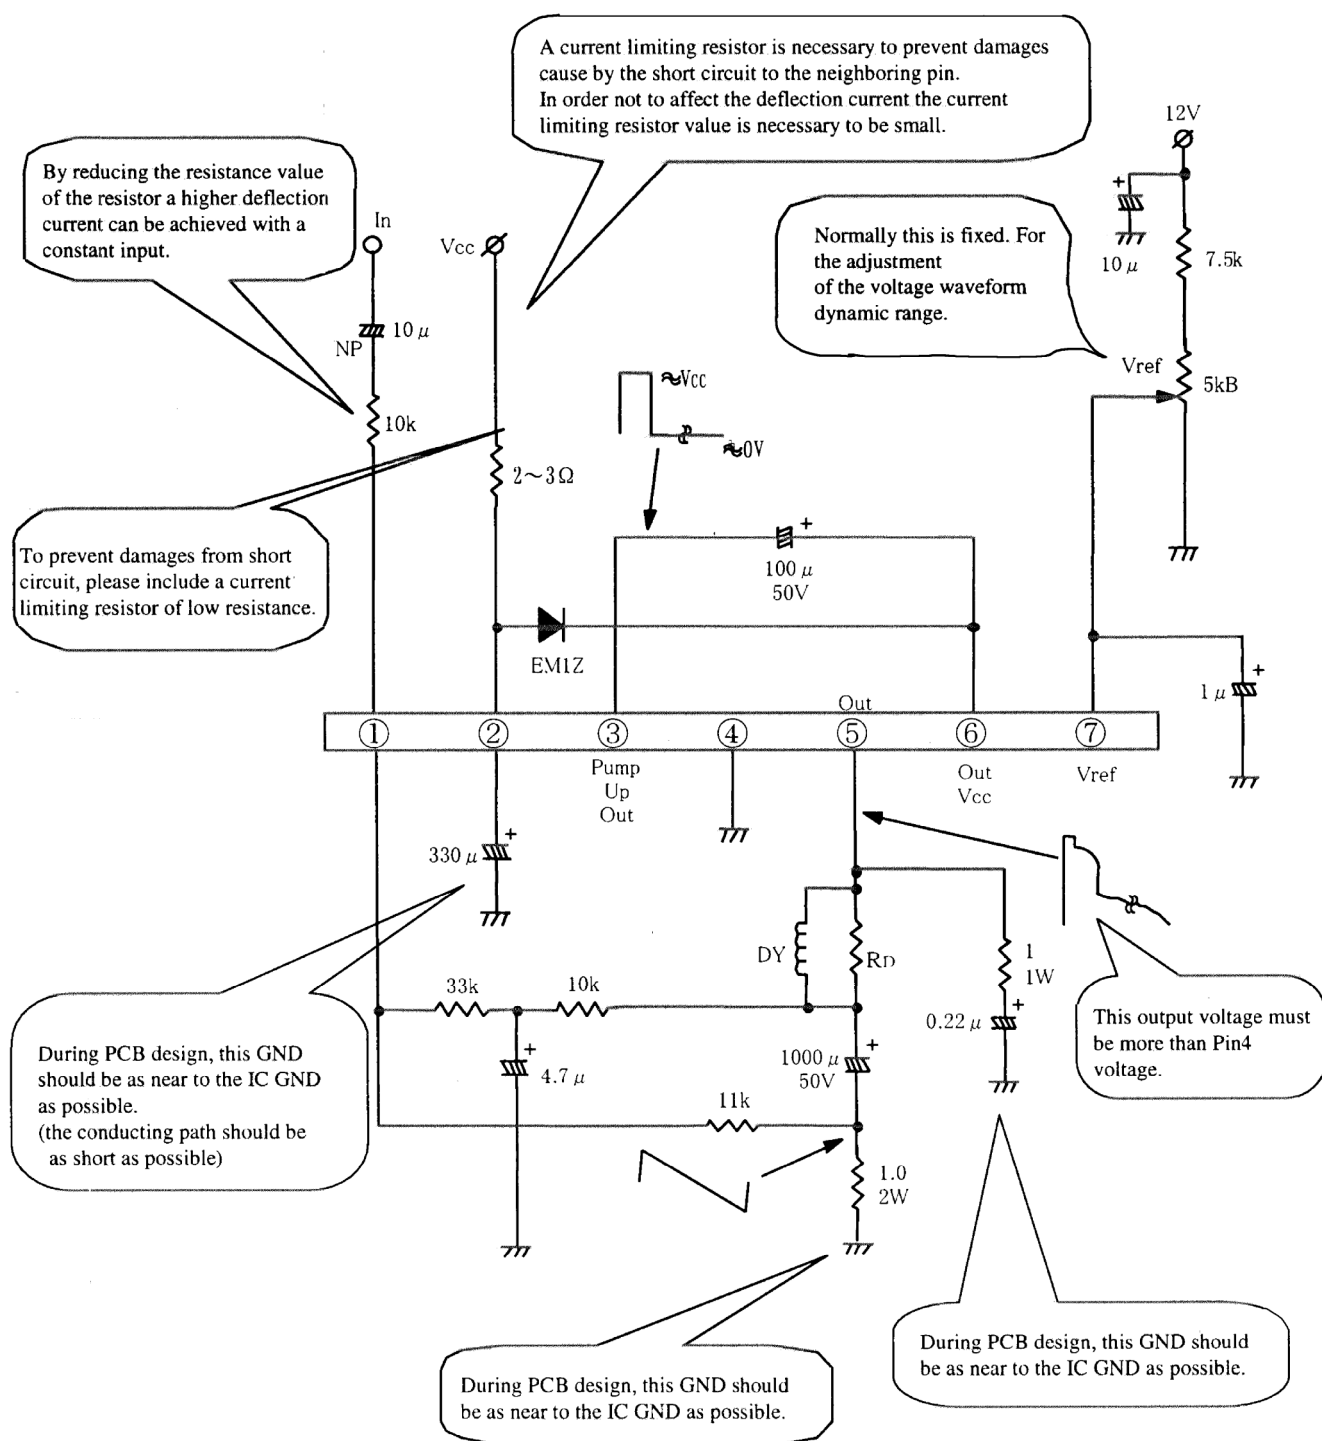 A current limiting resistor is necessary to prevent damages
cause by the short circuit to the neighboring pin.
In order not to affect the deflection current the current
limiting resistor value is necessary to be small.
By reducing the resistance value
of the resistor a higher deflection
current can be achieved with a
constant input.
In
Vcc
12V
+
10 μ
7.5k
Normally this is fixed. For
the adjustment
of the voltage waveform
dynamic range.
Vref
5kB
10 μ
NP
10k
≈Vcc
≈0V
2~3Ω
To prevent damages from short
circuit, please include a current
limiting resistor of low resistance.
+
100 μ
50V
EM1Z
+
1 μ
Out
① ② ③ ④ ⑤ ⑥ ⑦
Pump
Up
Out
Out
Vcc
Vref
+
330 μ
DY
RD
1
1W
33k
10k
+
0.22 μ
+
4.7 μ
+
1000 μ
50V
This output voltage must
be more than Pin4
voltage.
During PCB design, this GND
should be as near to the IC GND
as possible.
(the conducting path should be
as short as possible)
11k
1.0
2W
During PCB design, this GND should
be as near to the IC GND as possible.
During PCB design, this GND should
be as near to the IC GND as possible.